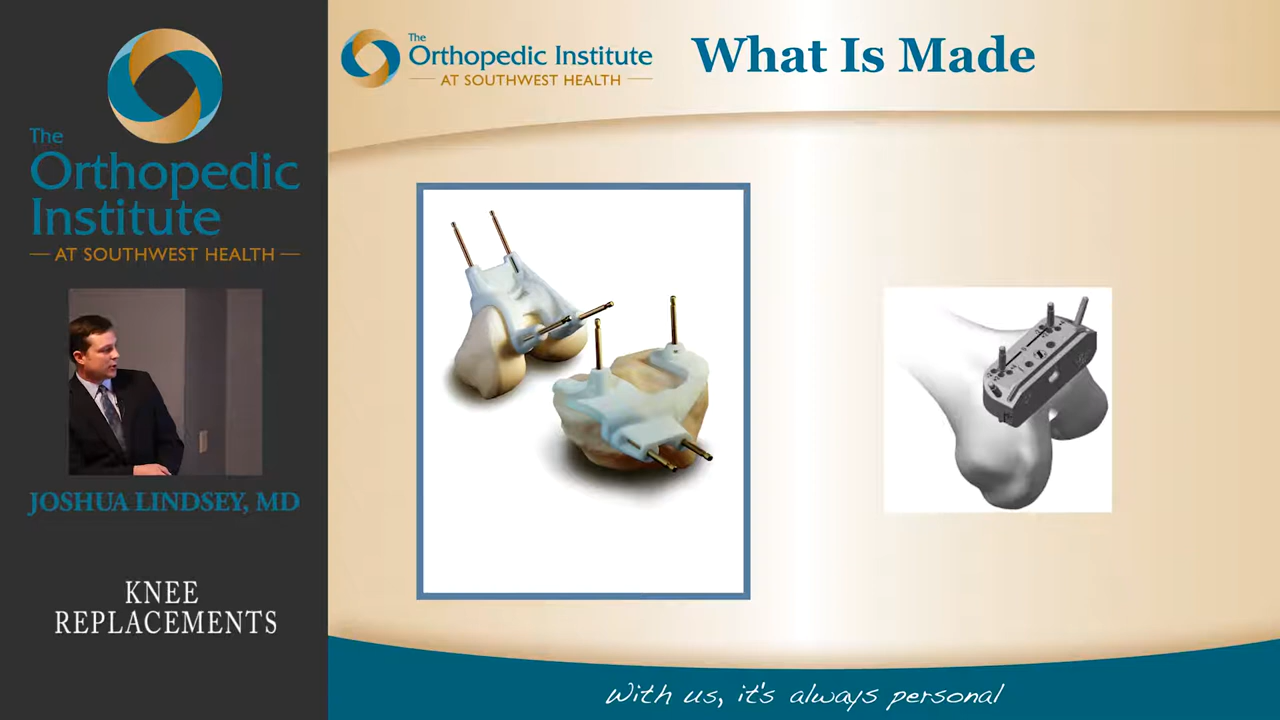 The
Orthopedic
Institute
AT SOUTHWEST HEALTH
JOSHUA LINDSEY, MD
KNEE
REPLACEMENTS
The
Orthopedic Institute
AT SOUTHWEST HEALTH
What Is Made
With us, it's always personal